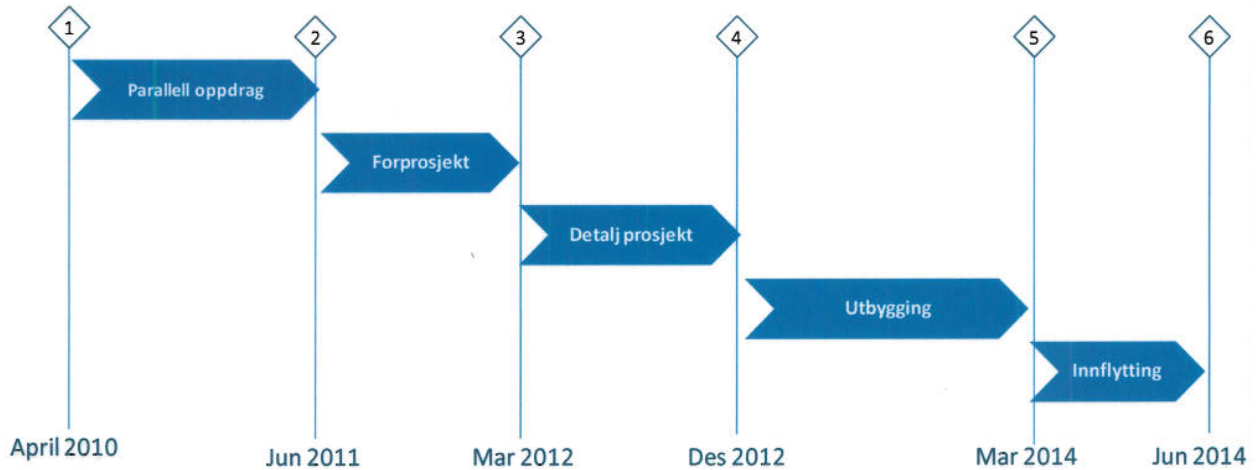 1
2
3
4
5
6
Parallell oppdrag
Forprosjekt
Detalj prosjekt
Utbygging
Innflytting
April 2010
Jun 2011
Mar 2012
Des 2012
Mar 2014
Jun 2014